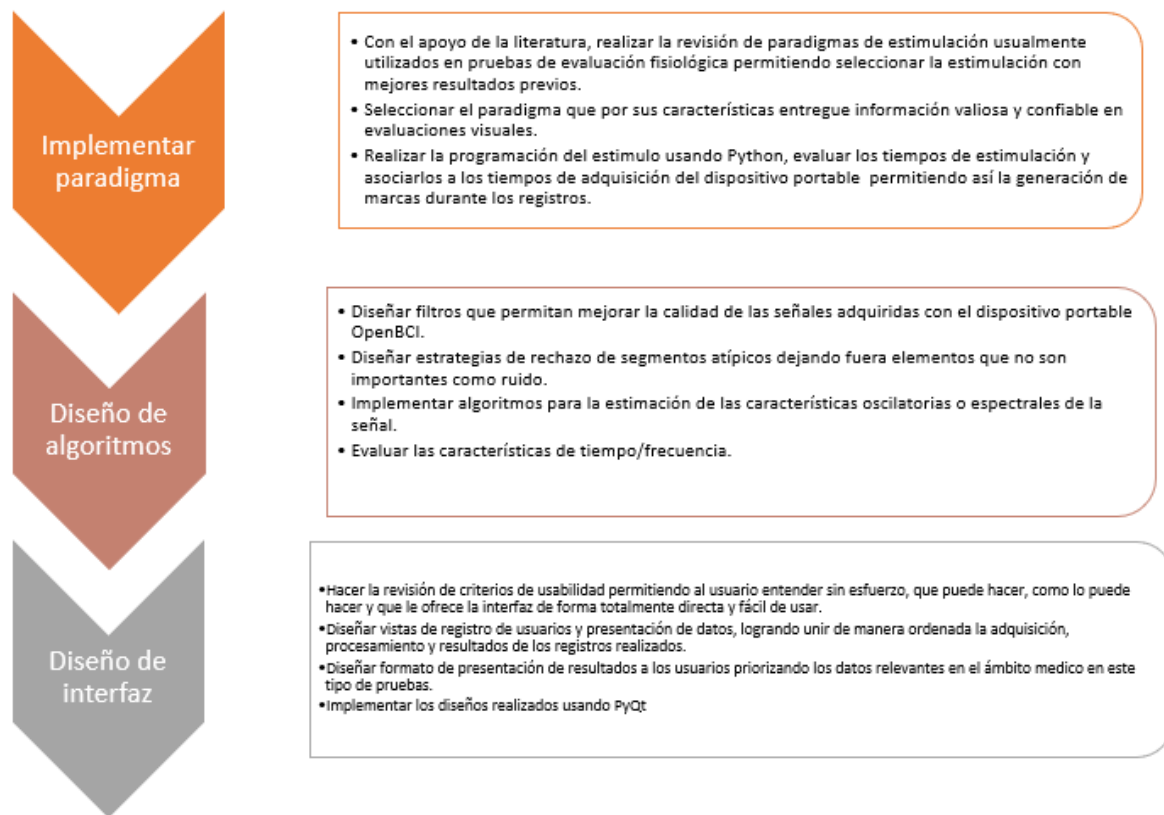 Implementar
paradigma
• Con el apoyo de la literatura, realizar la revisión de paradigmas de estimulación usualmente
utilizados en pruebas de evaluación fisiológica permitiendo seleccionar la estimulación con
mejores resultados previos.
• Seleccionar el paradigma que por sus características entregue información valiosa y confiable en
evaluaciones visuales.
• Realizar la programación del estimulo usando Python, evaluar los tiempos de estimulación y
asociarlos a los tiempos de adquisición del dispositivo portable permitiendo así la generación de
marcas durante los registros.
Diseño de
algoritmos
• Diseñar filtros que permitan mejorar la calidad de las señales adquiridas con el dispositivo portable
OpenBCI.
• Diseñar estrategias de rechazo de segmentos atípicos dejando fuera elementos que no son
importantes como ruido.
• Implementar algoritmos para la estimación de las características oscilatorias o espectrales de la
señal.
• Evaluar las características de tiempo/frecuencia.
Diseño de
interfaz
•Hacer la revisión de criterios de usabilidad permitiendo al usuario entender sin esfuerzo, que puede hacer, como lo puede
hacer y que le ofrece la interfaz de forma totalmente directa y fácil de usar.
•Diseñar vistas de registro de usuarios y presentación de datos, logrando unir de manera ordenada la adquisición,
procesamiento y resultados de los registros realizados.
•Diseñar formato de presentación de resultados a los usuarios priorizando los datos relevantes en el ámbito medico en este
tipo de pruebas.
•Implementar los diseños realizados usando PyQt